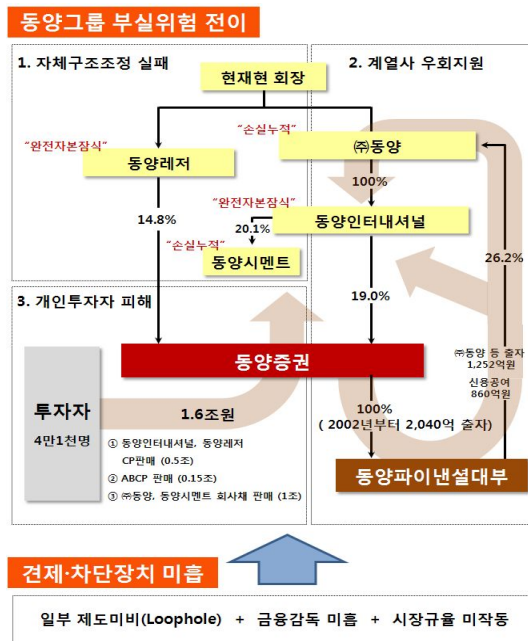 동양그룹 부실위험 전이
1. 자체구조조정 실패
2. 계열사 우회지원
현재현 회장
"손실누적"
㈜동양
"완전자본잠식"
동양레저
100%
"완전자본잠식"
14.8%
동양인터내셔널
20.1%
"손실누적"
동양시멘트
26.2%
19.0%
3. 개인투자자 피해
동양증권
㈜동양 등 출자
1,252억원
신용공여
860억원
투자자
4만1천명
1.6조원
① 동양인터내셔널, 동양레저
CP판매 (0.5조)
② ABCP 판매 (0.15조)
③ ㈜동양, 동양시멘트 회사채 판매 (1조)
100%
( 2002년부터 2,040억 출자)
동양파이낸셜대부
견제·차단장치 미흡
일부 제도미비(Loophole) + 금융감독 미흡 + 시장규율 미작동